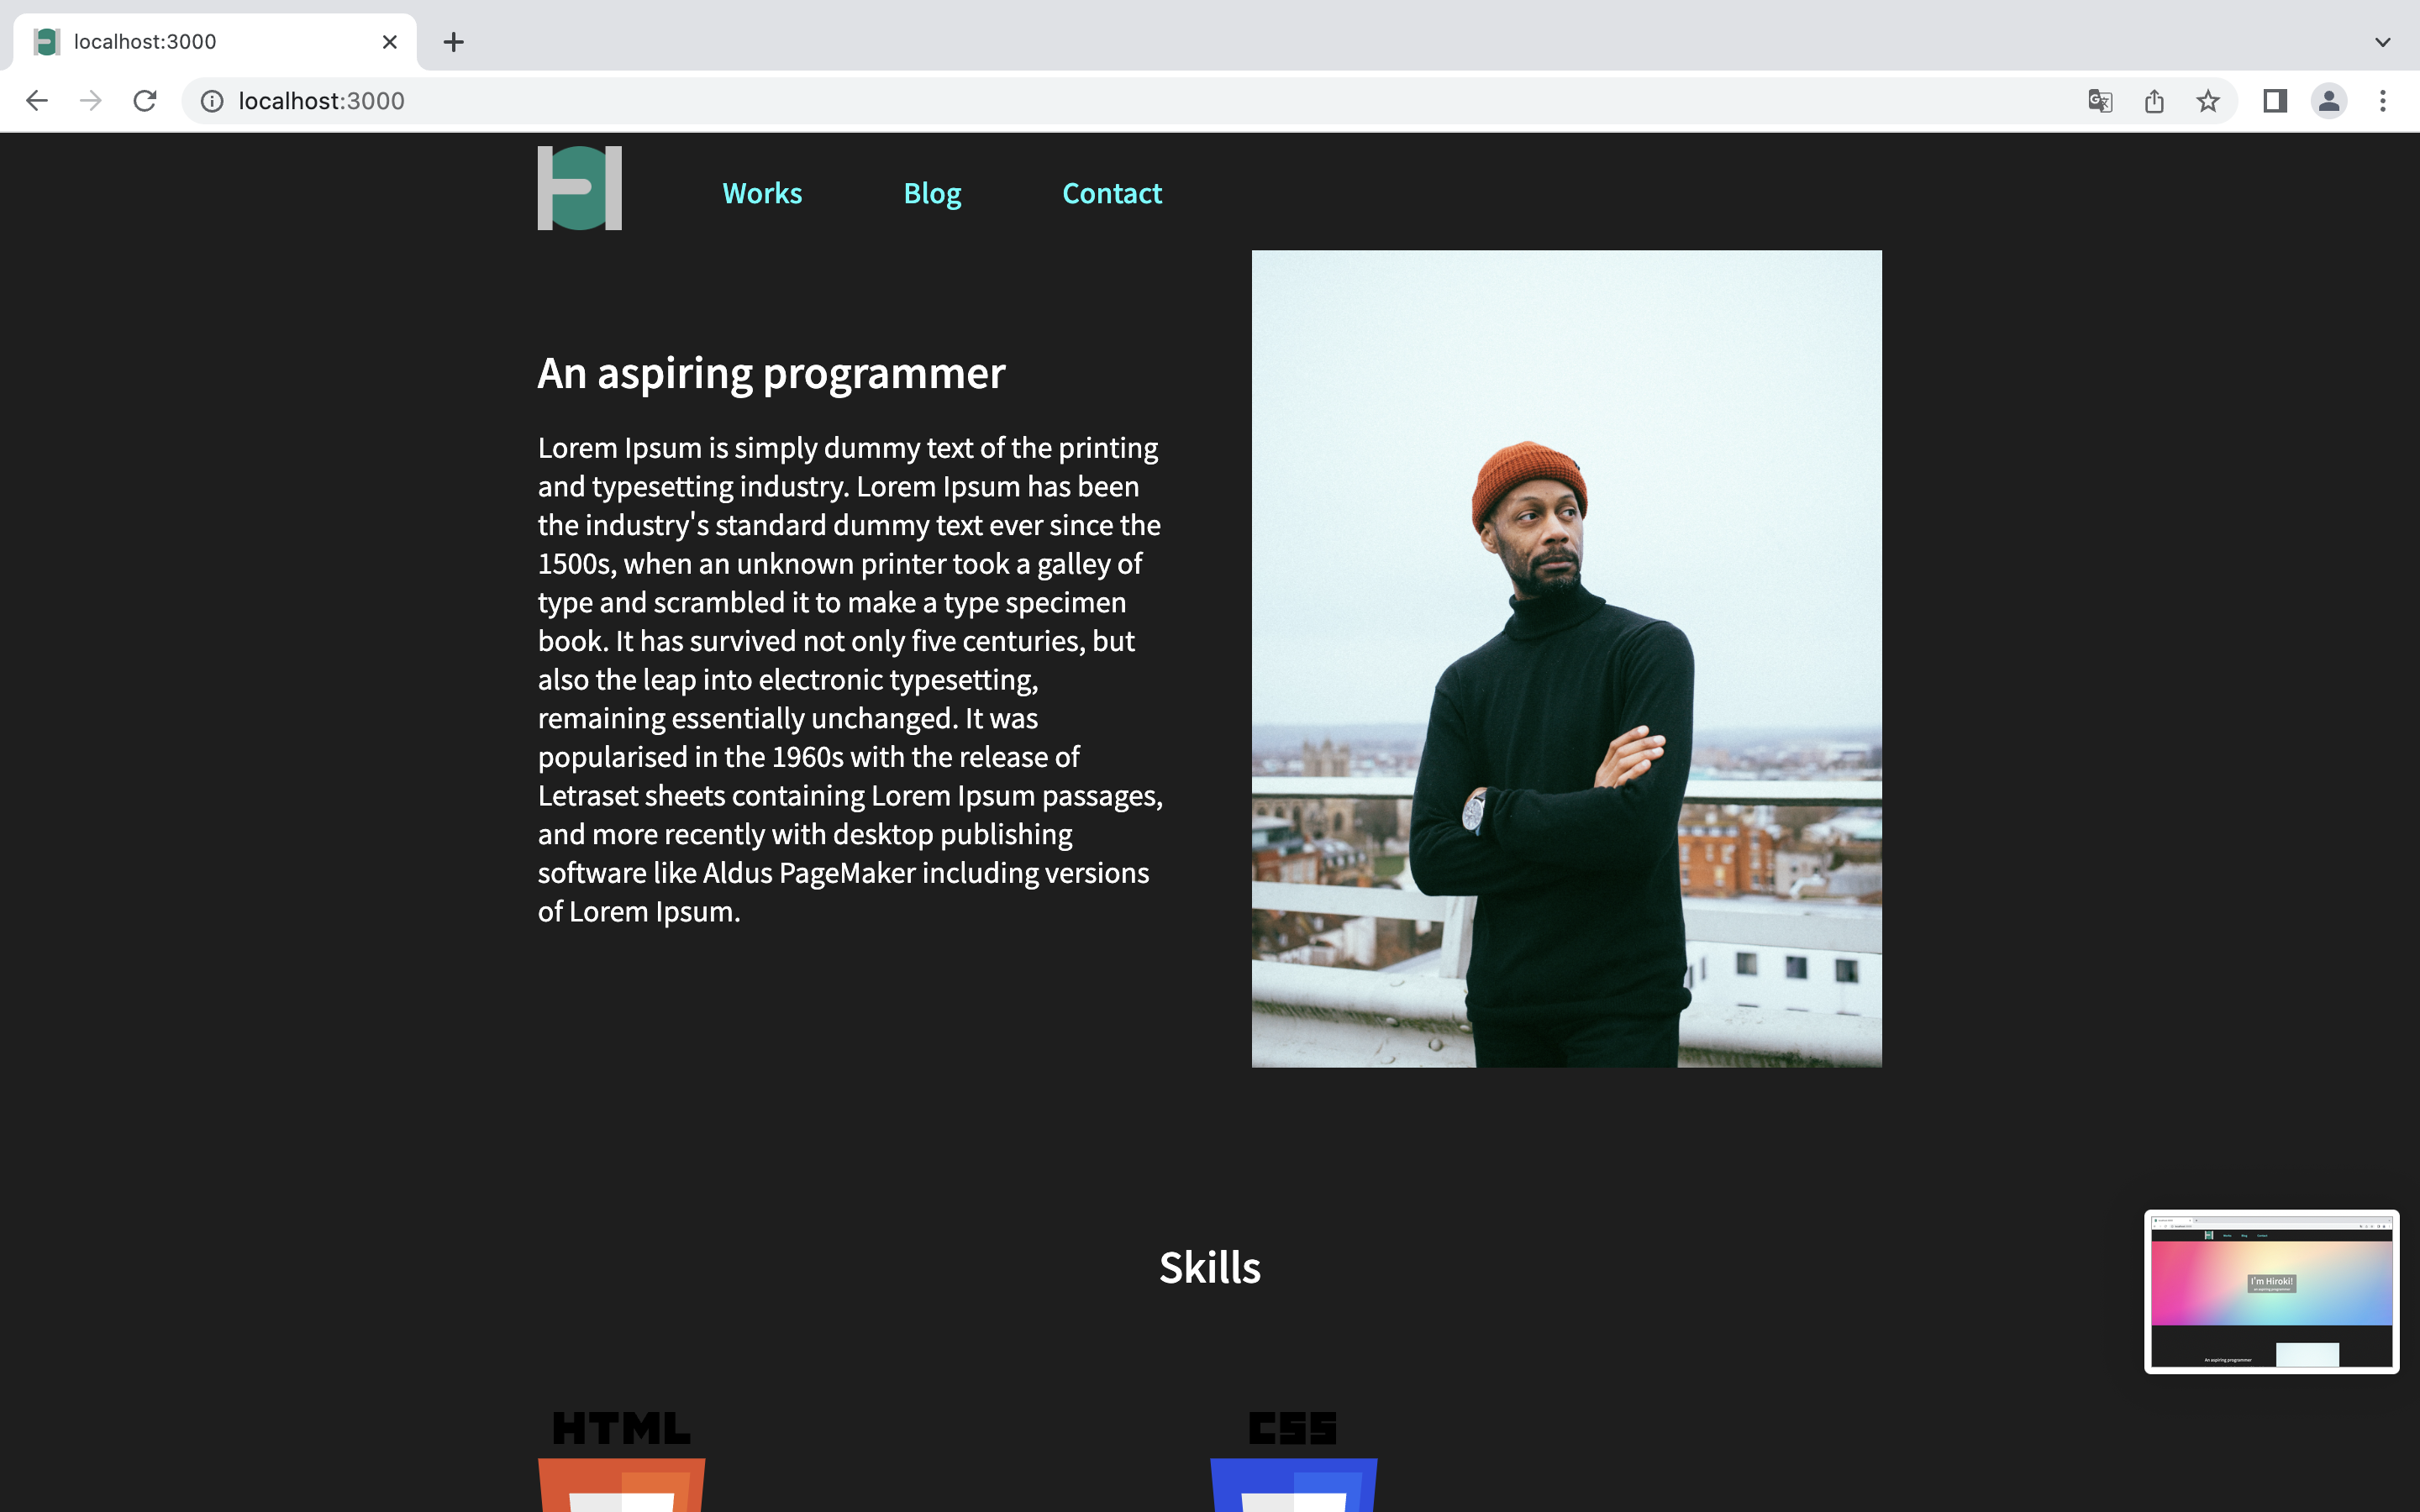 localhost:3000
localhost:3000
Works
Blog
Contact
An aspiring programmer
Lorem Ipsum is simply dummy text of the printing
and typesetting industry. Lorem Ipsum has been
the industry's standard dummy text ever since the
1500s, when an unknown printer took a galley of
type and scrambled it to make a type specimen
book. It has survived not only five centuries, but
also the leap into electronic typesetting,
remaining essentially unchanged. It was
popularised in the 1960s with the release of
Letraset sheets containing Lorem Ipsum passages,
and more recently with desktop publishing
software like Aldus PageMaker including versions
of Lorem Ipsum.
Skills
I'm Hiroki!
an aspiring programmer
An aspiring programmer
HTML
CSS